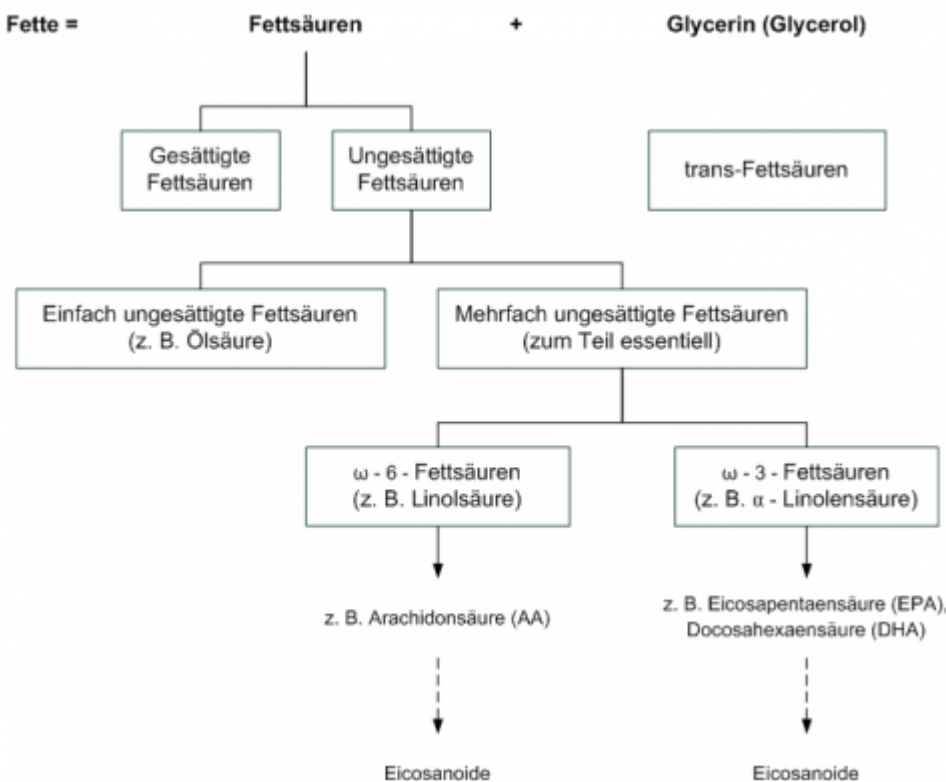 Fette = Fettsäuren + Glycerin (Glycerol)
Gesättigte
Fettsäuren
Ungesättigte
Fettsäuren
trans-Fettsäuren
Einfach ungesättigte Fettsäuren
(z. B. Ölsäure)
Mehrfach ungesättigte Fettsäuren
(zum Teil essentiell)
ω - 6 - Fettsäuren
(z. B. Linolsäure)
ω - 3 - Fettsäuren
(z. B. α - Linolensäure)
z. B. Arachidonsäure (AA)
z. B. Eicosapentaensäure (EPA),
Docosahexaensäure (DHA)
Eicosanoide
Eicosanoide